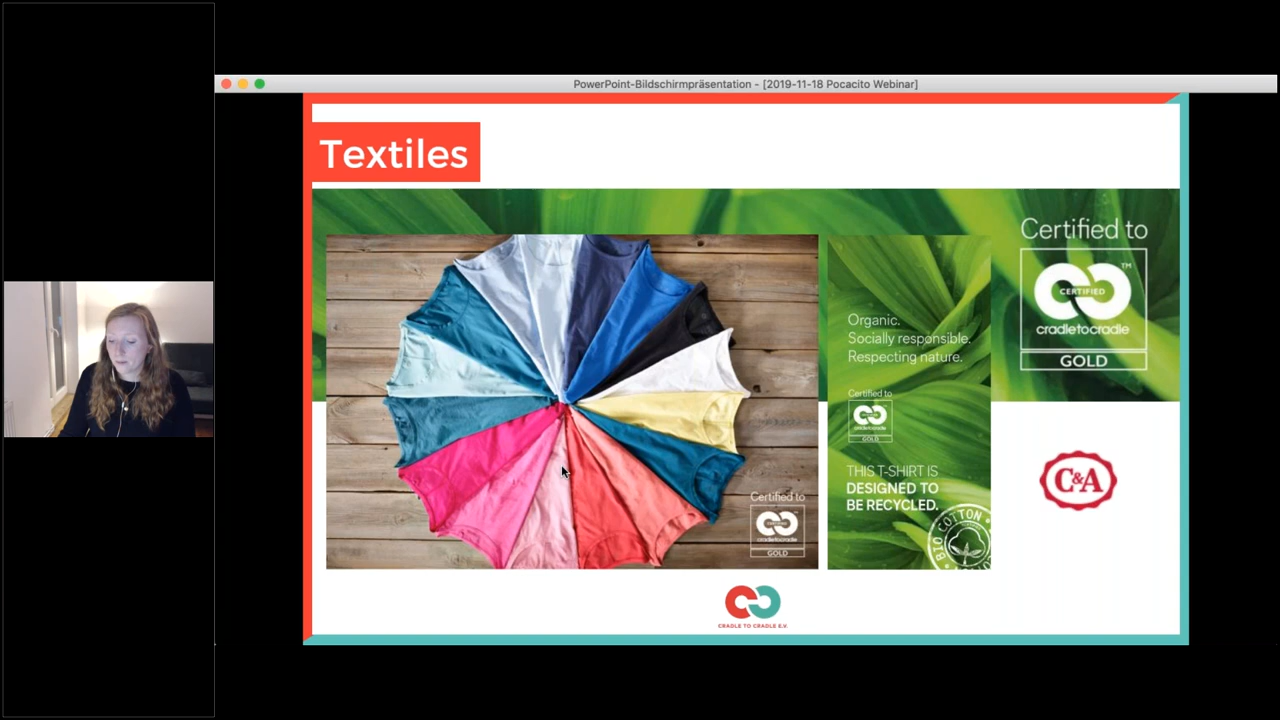 PowerPoint-Bildschirmpräsentation - [2019-11-18 Pocacito Webinar]
Textiles
Certified to
CERTIFIED
TM
cradletocradle
GOLD
Organic.
Socially responsible.
Respecting nature.
Certified to
cradletocradle
GOLD
THIS T-SHIRT IS
DESIGNED TO
BE RECYCLED.
BIO COTTON
C&A
Certified to
cradletocradle
GOLD
CRADLE TO CRADLE E.V.